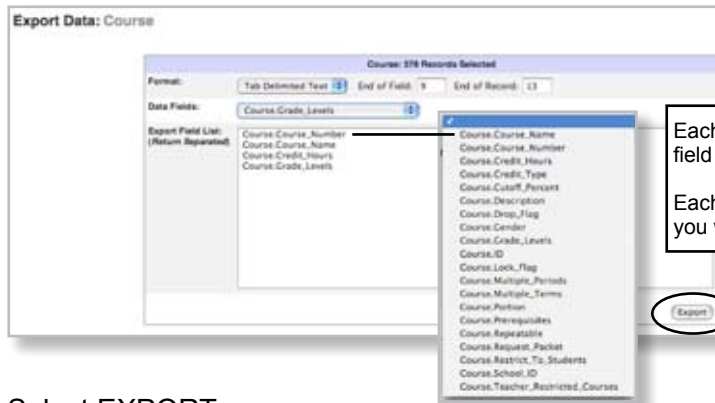 Export Data: Course
Course: 578 Records Selected
Format: Tab Delimited Text End of Field: 9 End of Record: 13
Data Fields: Course.Grade_Levels
Export Field List:
(Return Separated)
Course.Course_Number
Course.Course_Name
Course.Credit_Hours
Course.Grade_Levels
Course.Course_Name
Course.Course_Number
Course.Credit_Hours
Course.Credit_Type
Course.Cutoff_Percent
Course.Description
Course.Drop_Flag
Course.Gender
Course.Grade_Levels
Course.ID
Course.Lock_Flag
Course.Multiple_Periods
Course.Multiple_Terms
Course.Portion
Course.Prerequisites
Course.Repeatable
Course.Request_Packet
Course.Restrict_To_Students
Course.School_ID
Course.Teacher_Restricted_Courses
Each
field
Each
you
Export
Select EXPORT